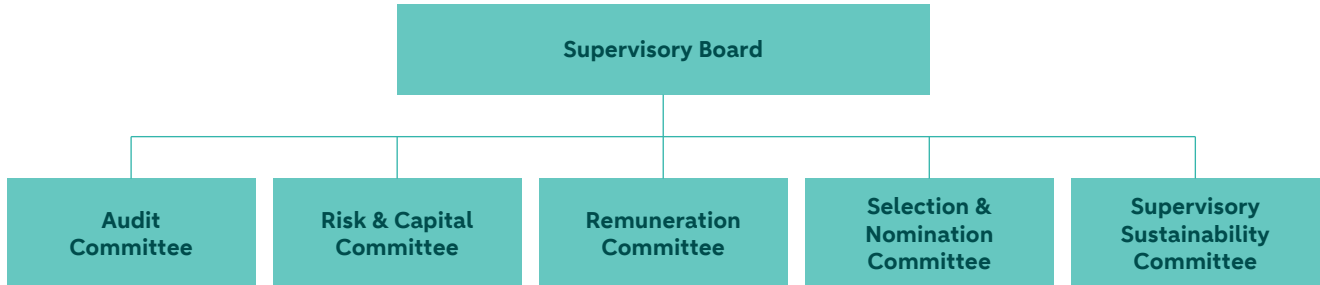 Supervisory Board
Audit
Committee
Risk & Capital
Committee
Remuneration
Committee
Selection &
Nomination
Committee
Supervisory
Sustainability
Committee